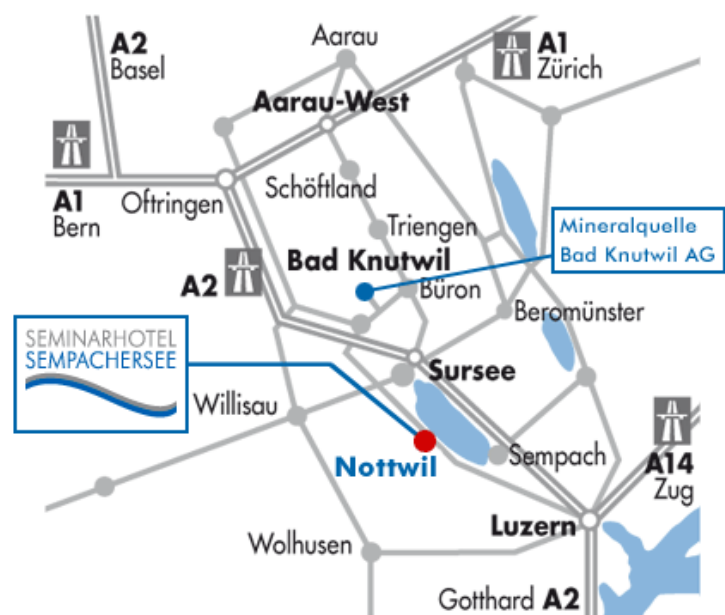 A2
Basel
Aarau
A1
Zürich
Aarau-West
A1
Bern
Oftringen
Schöftland
Triengen
Mineralquelle
Bad Knutwil AG
Bad Knutwil
A2
Büron
Beromünster
SEMINARHOTEL
SEMPACHERSEE
Sursee
Willisau
Nottwil
Sempach
A14
Zug
Luzern
Wolhusen
Gotthard A2